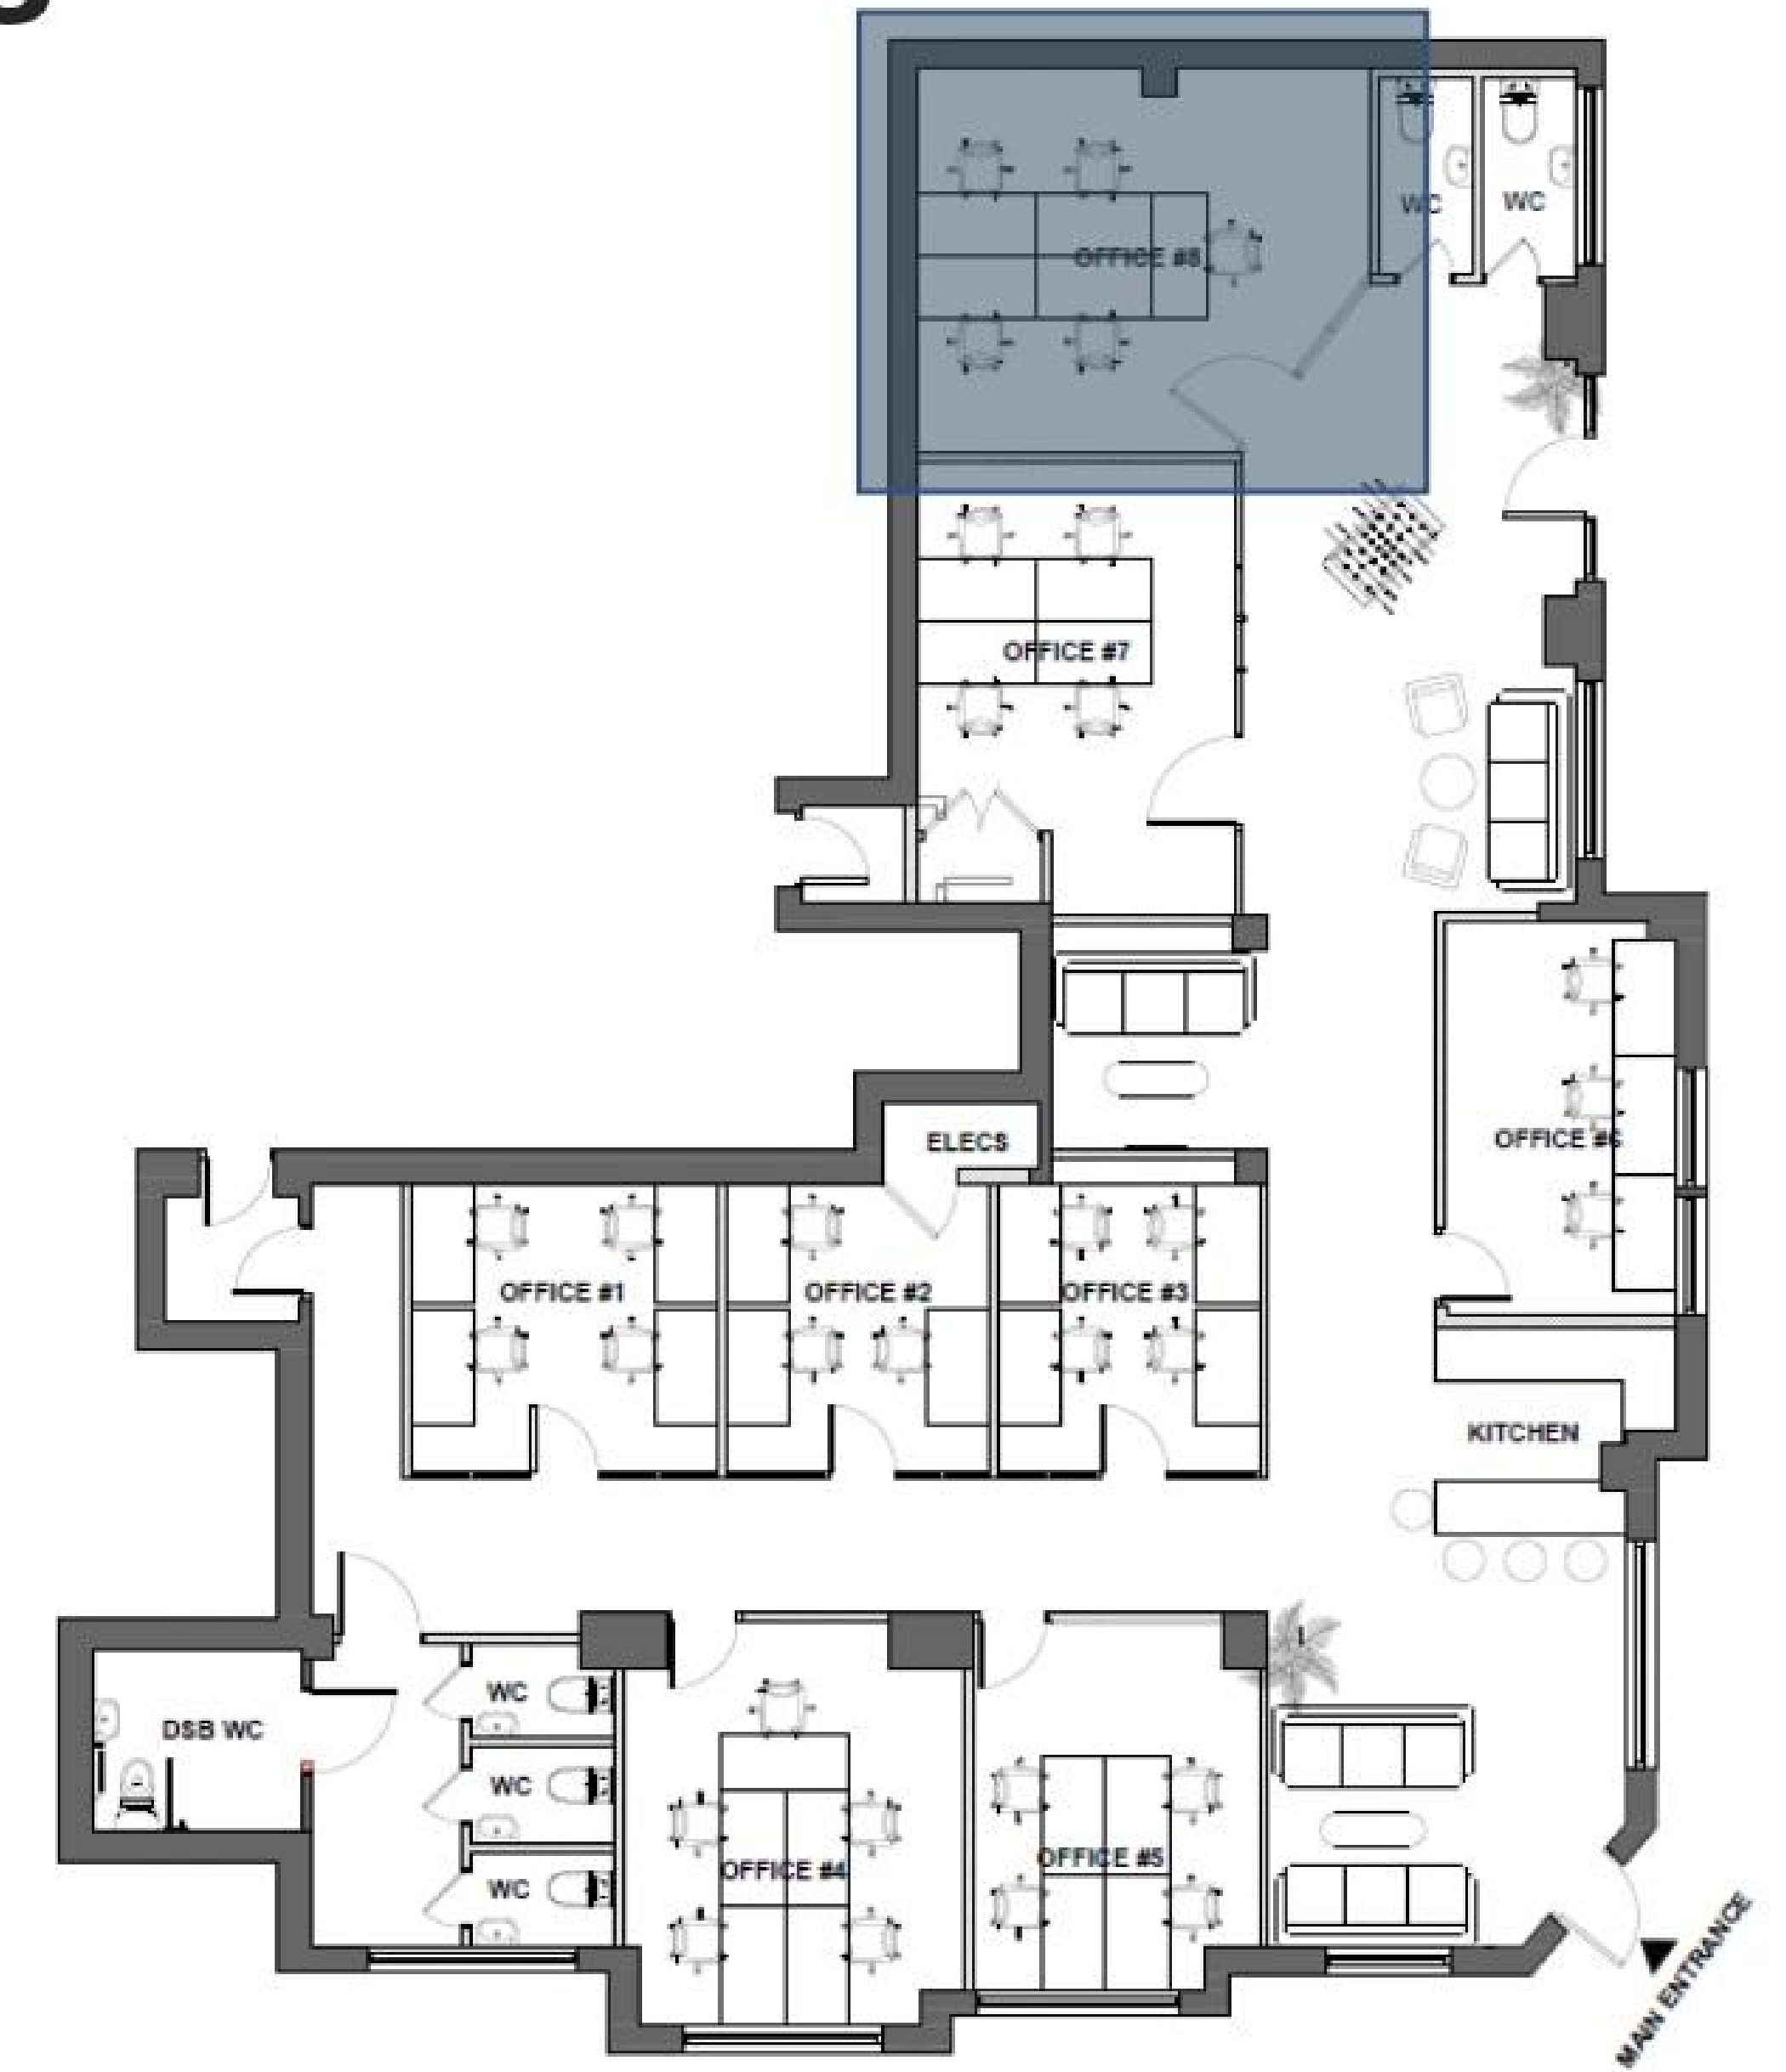 WC
WC
OFFICE #8
OFFICE #7
ELECS
OFFICE #6
OFFICE #1
OFFICE #2
OFFICE #3
KITCHEN
WC
DSB WC
WC
OFFICE #4
OFFICE #5
WC
MAIN ENTRANCE